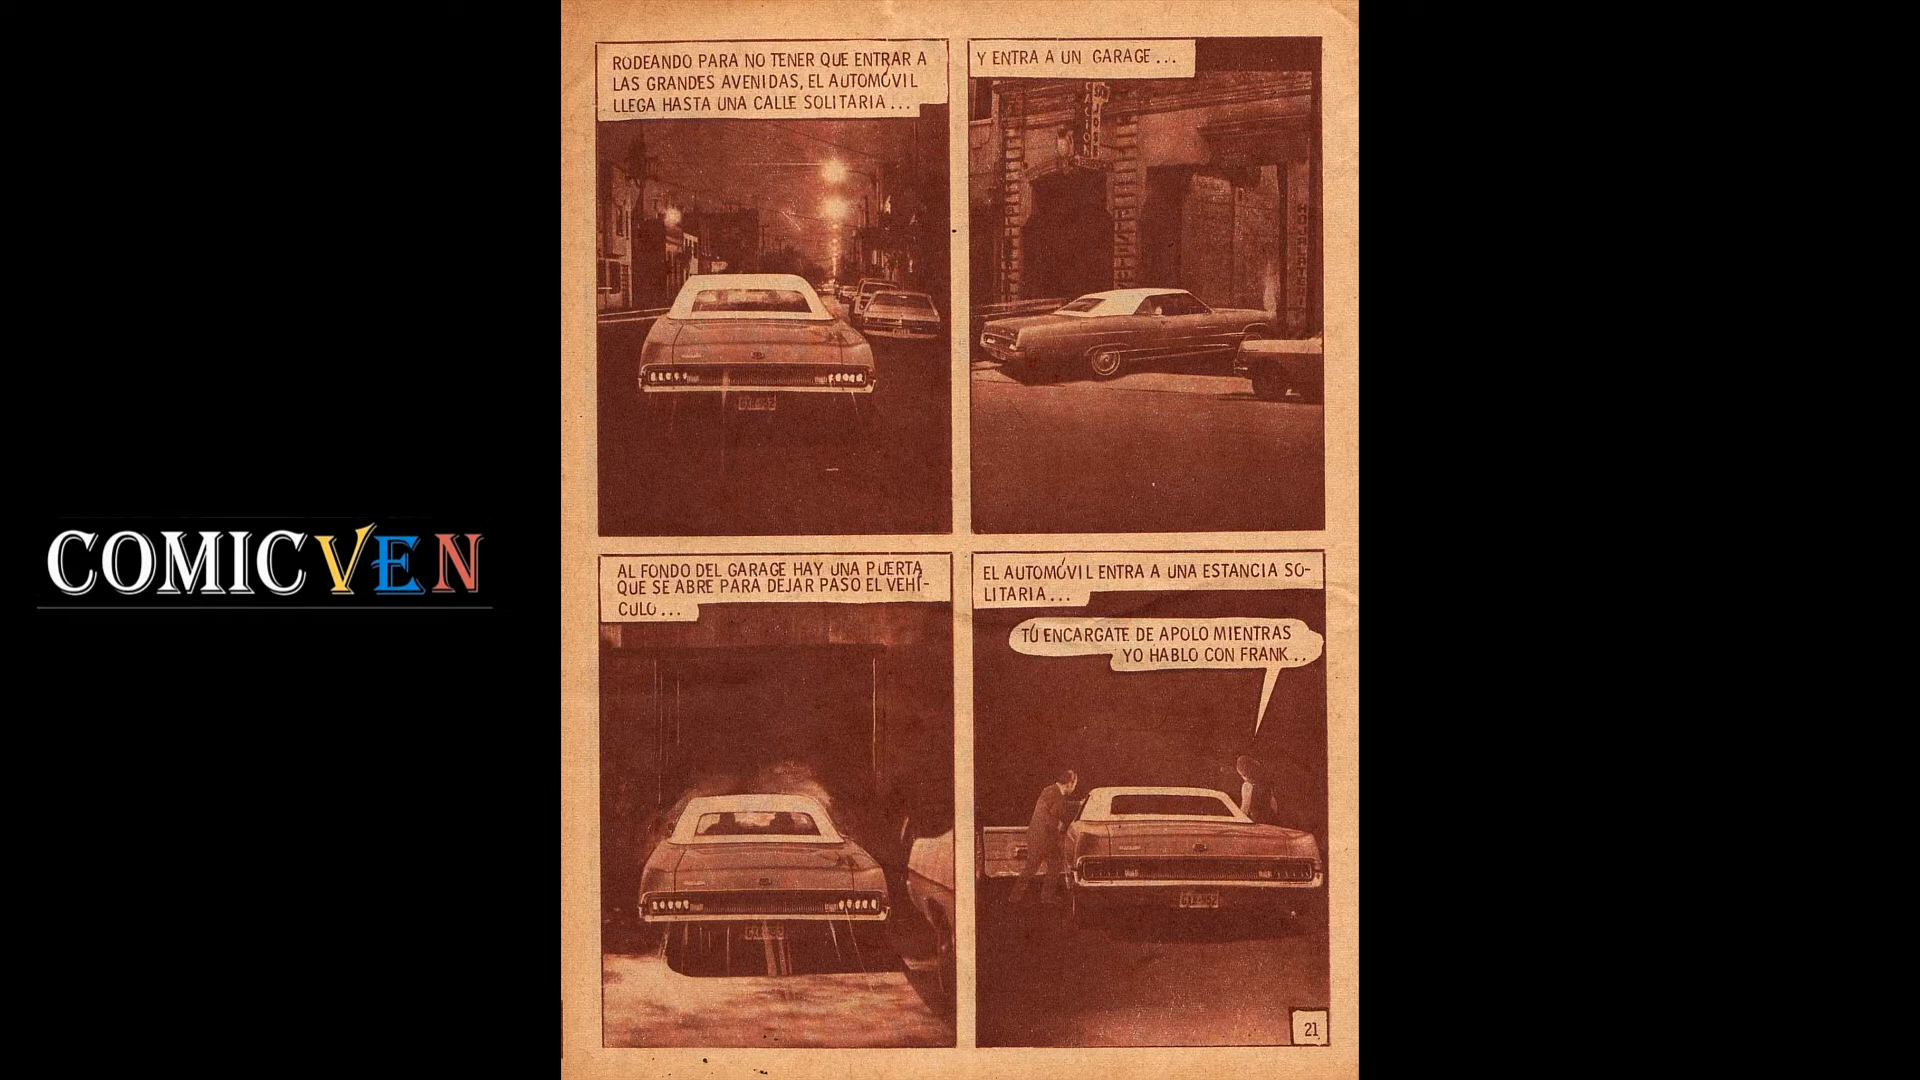 COMICVEN
RODEANDO PARA NO TENER QUE ENTRAR A
LAS GRANDES AVENIDAS, EL AUTOMÓVIL
LLEGA HASTA UNA CALLE SOLITARIA...
Y ENTRA A UN GARAGE...
AL FONDO DEL GARAGE HAY UNA PUERTA
QUE SE ABRE PARA DEJAR PASO EL VEHÍ-
CULO...
EL AUTOMÓVIL ENTRA A UNA ESTANCIA SO-
LITARIA...
TÚ ENCARGATE DE APOLO MIENTRAS
YO HABLO CON FRANK..
21